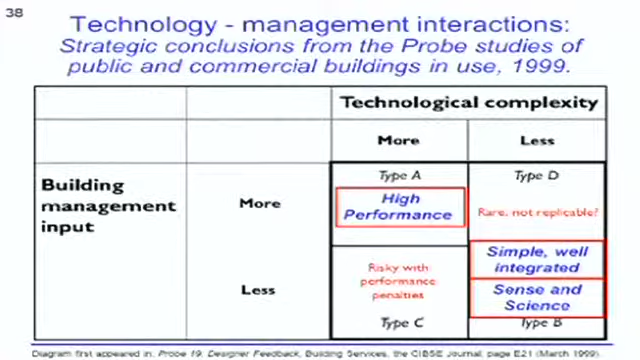 38
Technology - management interactions:
Strategic conclusions from the Probe studies of
public and commercial buildings in use, 1999.
Technological complexity
More
Less
Building
management
input
More
Type A
High
Performance
Type D
Rare, not replicable?
Less
Risky with
performance
penalties
Type C
Simple, well
integrated
Sense and
Science
Type B
Diagram first appeared in, Probe 19, Designer Feedback, Building Services, the CIBSE Journal, page E21 (March 1999).